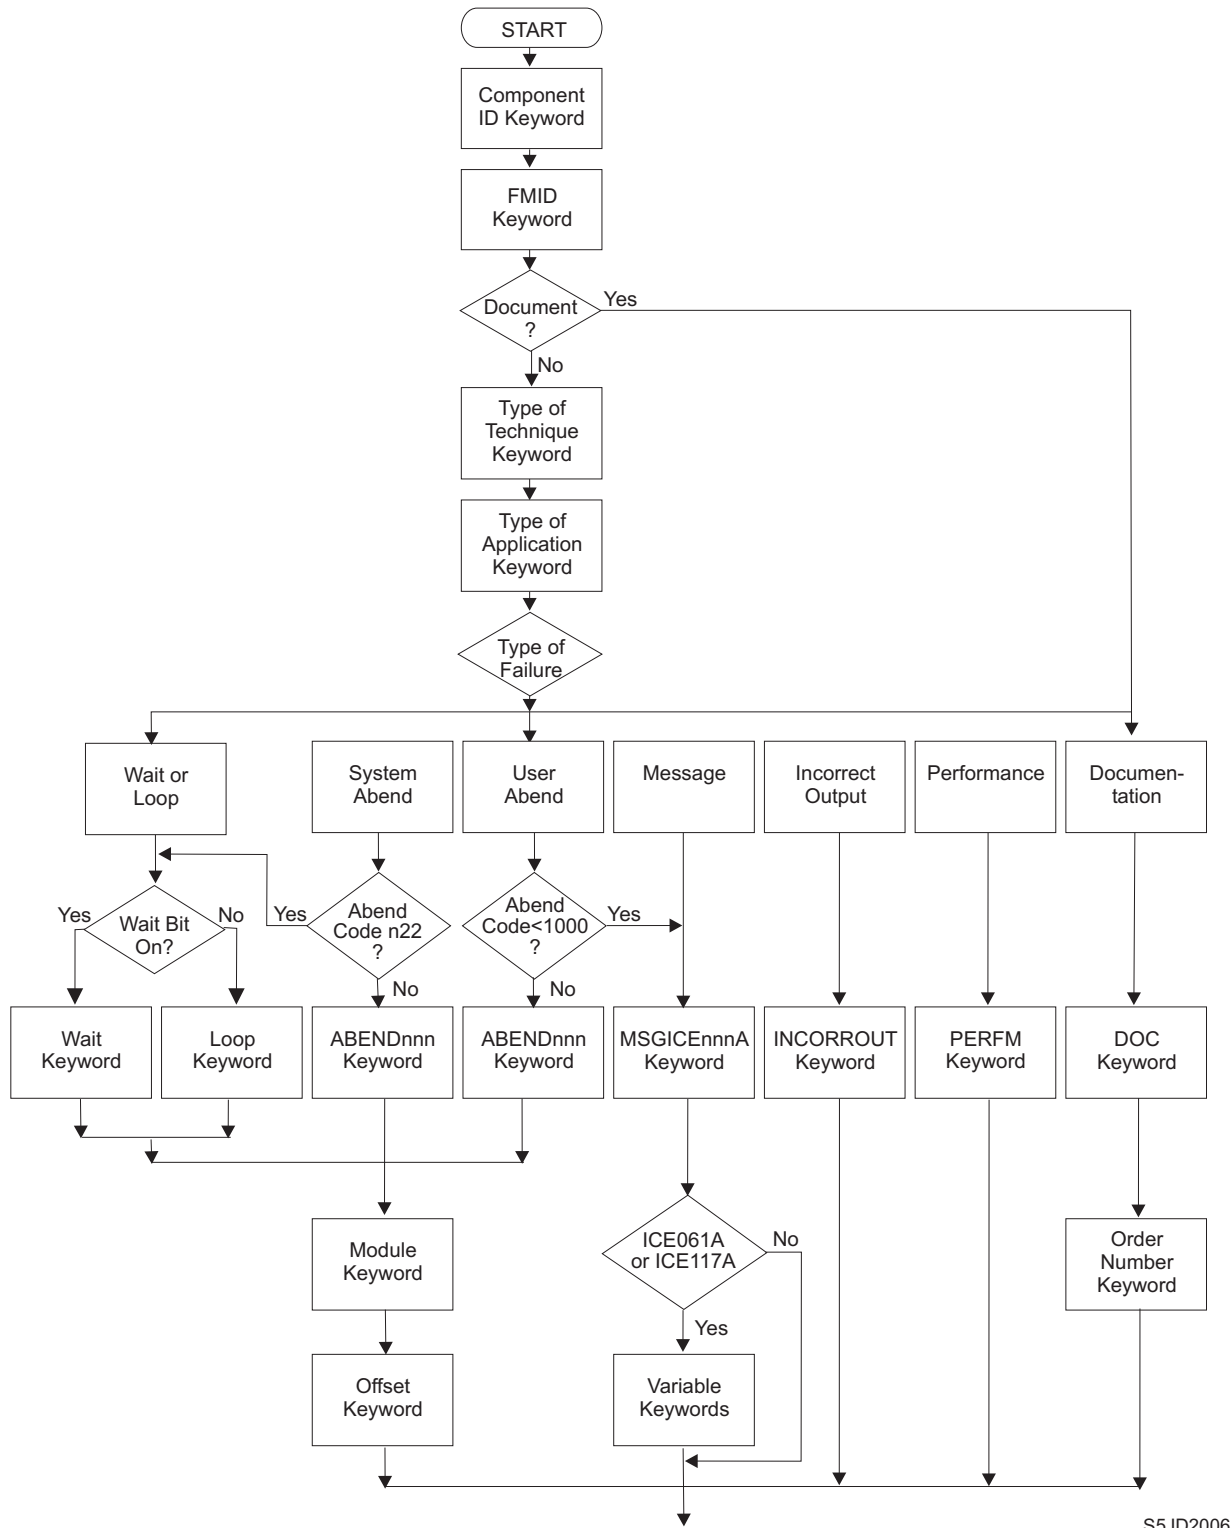 START
Component
ID Keyword
FMID
Keyword
Document
?
Yes
No
Type of
Technique
Keyword
Type of
Application
Keyword
Type of
Failure
Wait or
Loop
System
Abend
User
Abend
Message
Incorrect
Output
Performance
Documen-
tation
Yes
Wait Bit
On?
No
Yes
Abend
Code n22
?
No
Abend
Code<1000
?
Yes
No
Wait
Keyword
Loop
Keyword
ABENDnnn
Keyword
ABENDnnn
Keyword
MSGICEnnnA
Keyword
INCORROUT
Keyword
PERFM
Keyword
DOC
Keyword
Module
Keyword
ICE061A
or ICE117A
No
Yes
Order
Number
Keyword
Offset
Keyword
Variable
Keywords
S5JD2006